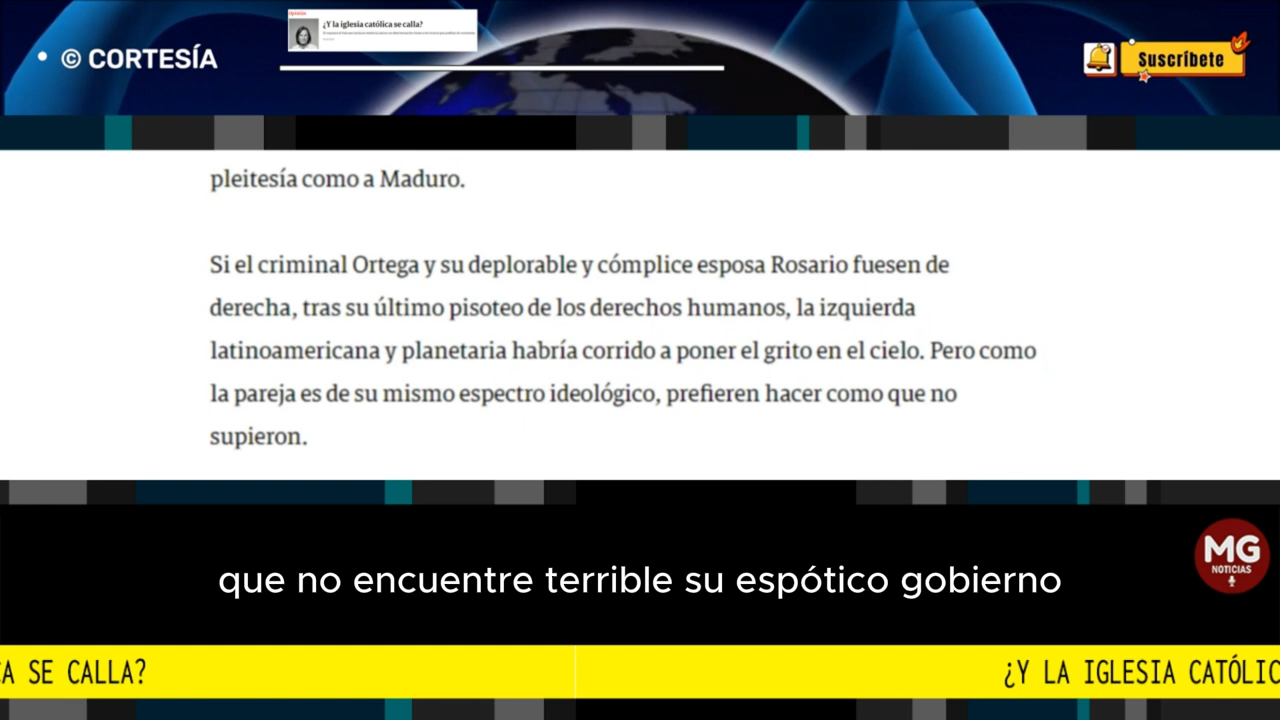 Opinión
¿Y la iglesia católica se calla?
• © CORTESÍA
Suscríbete
pleitesía como a Maduro.
Si el criminal Ortega y su deplorable y cómplice esposa Rosario fuesen de
derecha, tras su último pisoteo de los derechos humanos, la izquierda
latinoamericana y planetaria habría corrido a poner el grito en el cielo. Pero como
la pareja es de su mismo espectro ideológico, prefieren hacer como que no
supieron.
que no encuentre terrible su espótico gobierno
MG
NOTICIAS
CA SE CALLA?
¿Y LA IGLESIA CATÓLIC